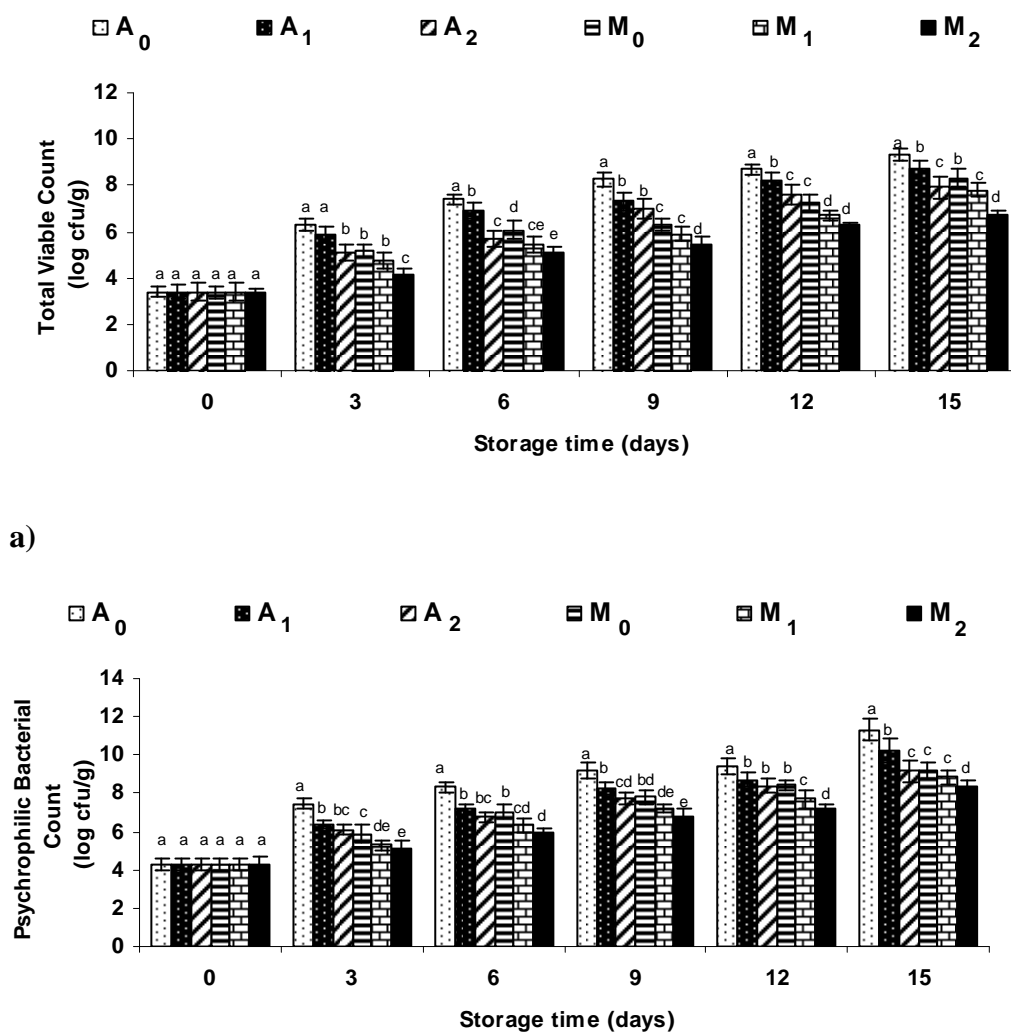 A0 A1 A2 M0 M1 M2
12
10
8
6
4
2
0
Total Viable Count
(log cfu/g)
a a a a a a
a a b b b c
a b c d ce e
a b b c c d
a b c c d d
a b c b c d
0 3 6 9 12 15
Storage time (days)
a)
A0 A1 A2 M0 M1 M2
14
12
10
8
6
4
2
0
Psychrophilic Bacterial
Count
(log cfu/g)
a a a a a a
a b bc c de e
a b bc b cd d
a b cd bd de e
a b b b c d
a b c c c d
0 3 6 9 12 15
Storage time (days)